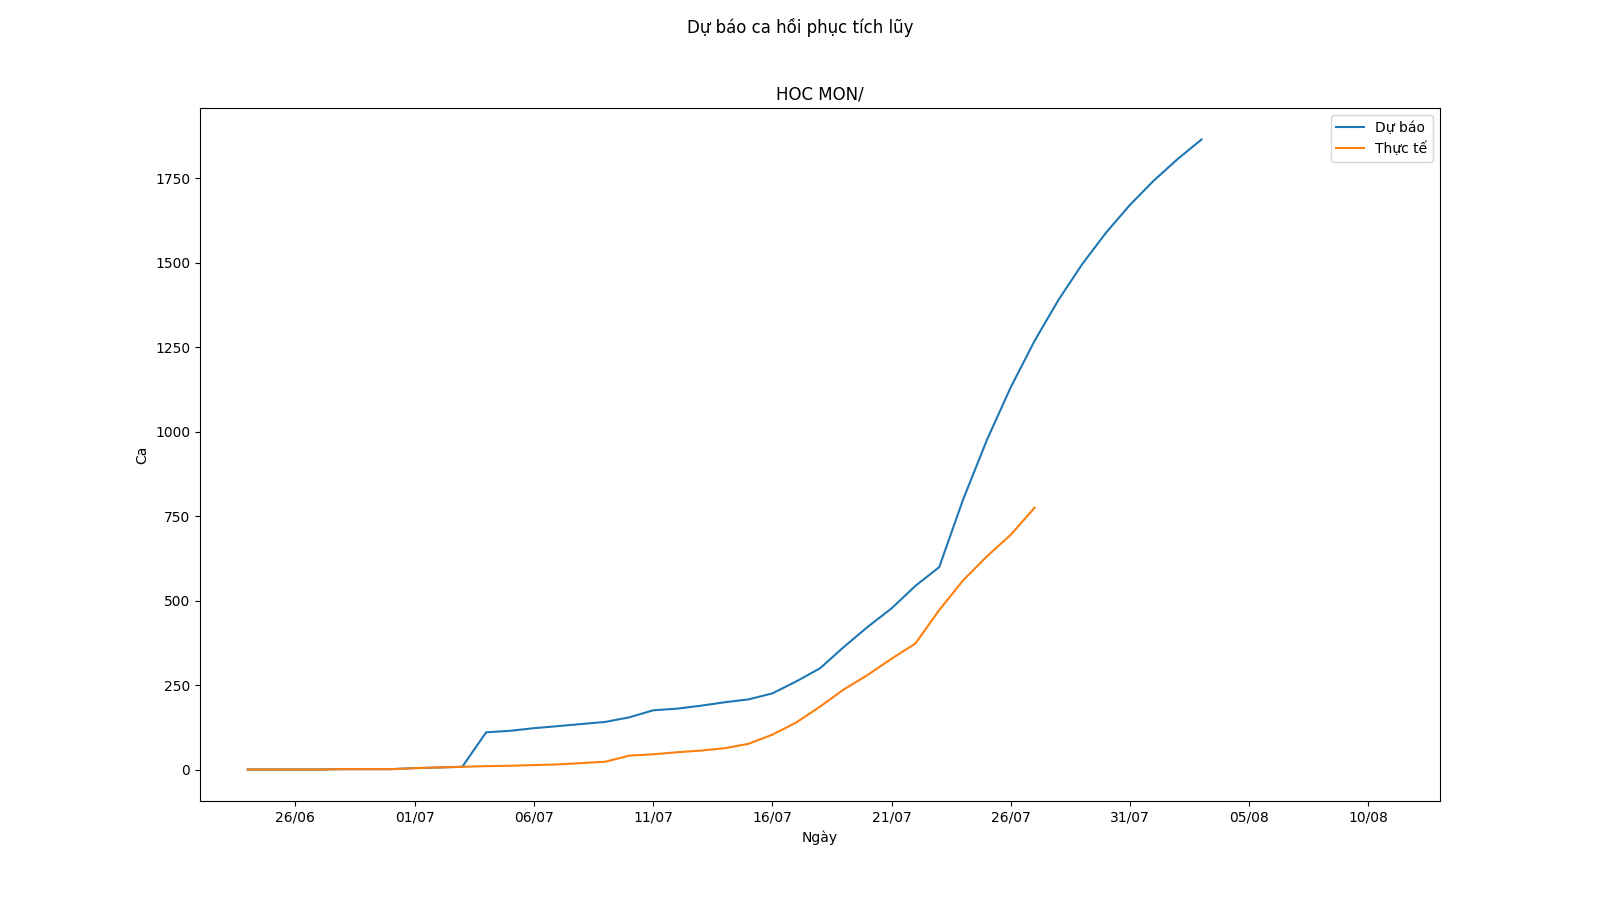 Dự báo ca hồi phục tích lũy
HOC MON/
Dự báo
Thực tế
1750
1500
1250
1000
750
500
250
0
Ca
26/06 01/07 06/07 11/07 16/07 21/07 26/07 31/07 05/08 10/08
Ngày